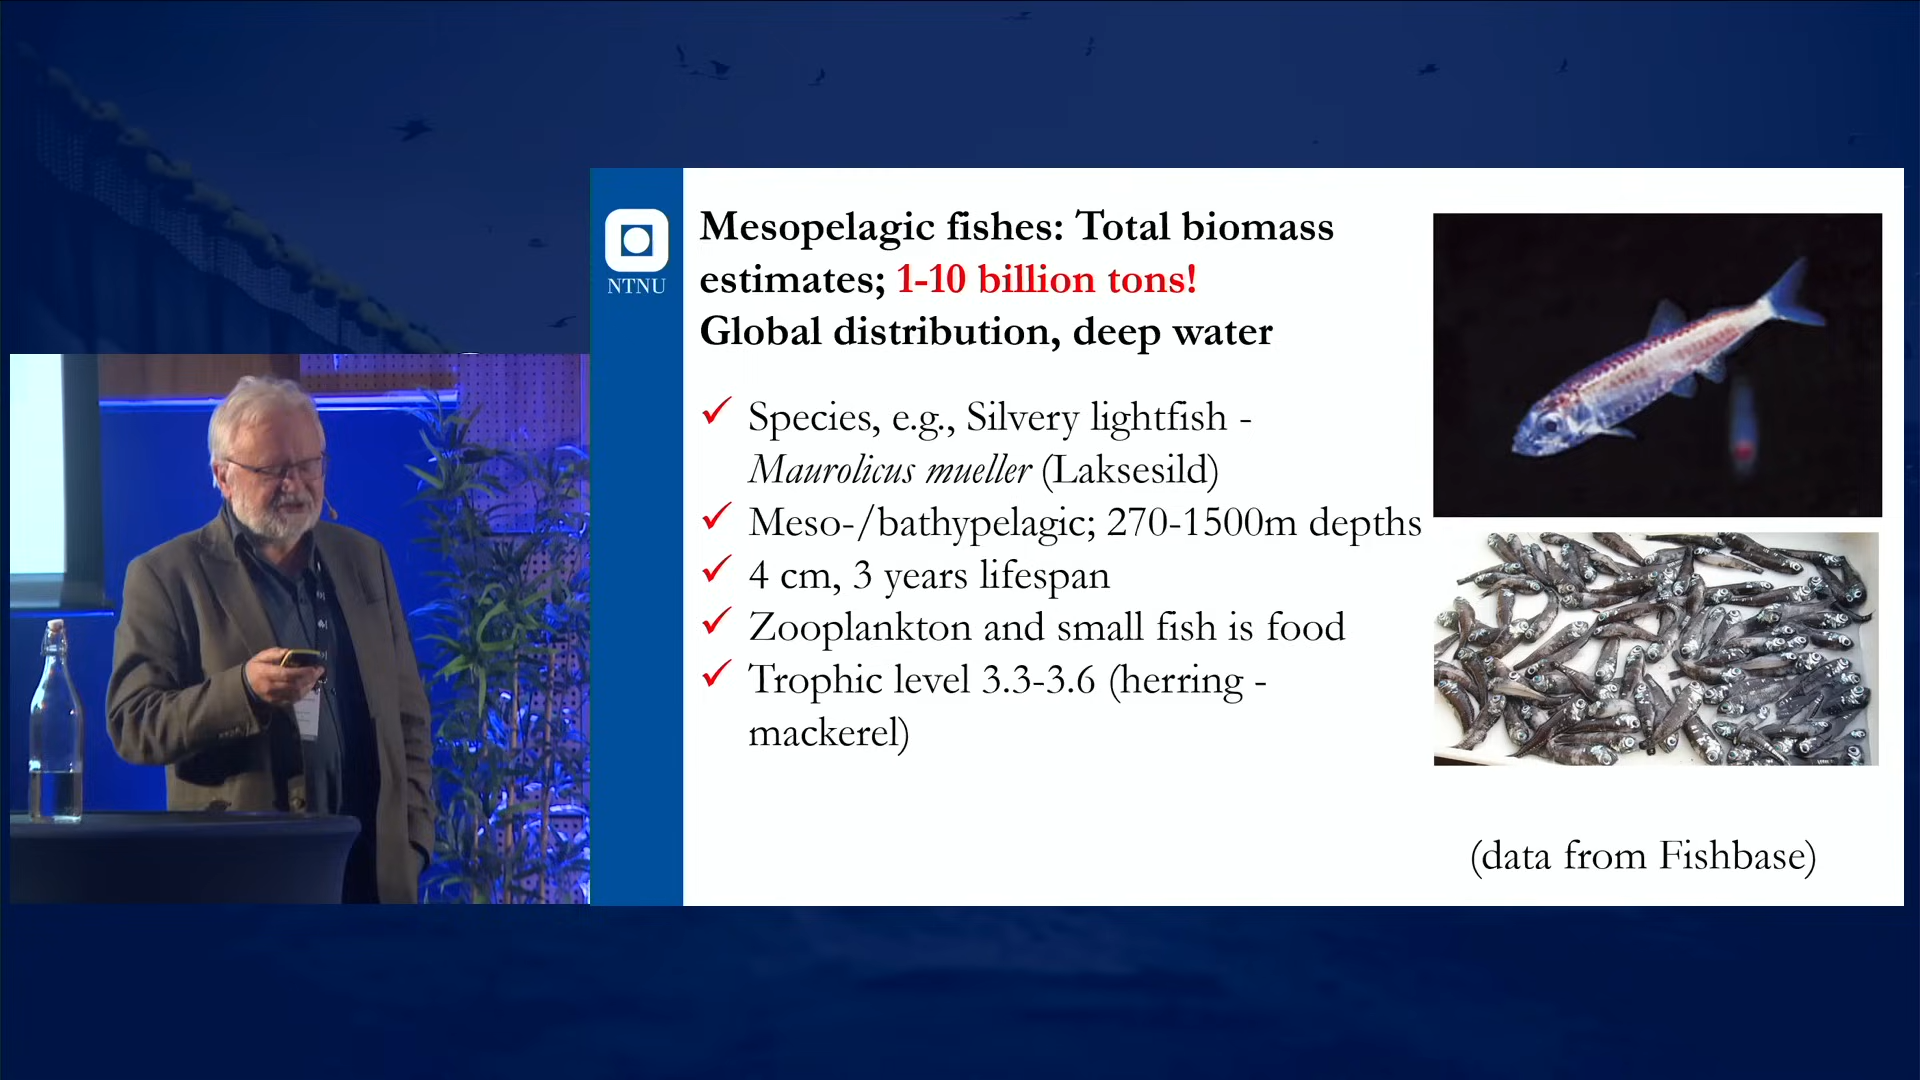 NTNU
Mesopelagic fishes: Total biomass
estimates; 1-10 billion tons!
Global distribution, deep water
Species, e.g., Silvery lightfish -
Maurolicus mueller (Laksesild)
Meso-/bathypelagic; 270-1500m depths
4 cm, 3 years lifespan
Zooplankton and small fish is food
Trophic level 3.3-3.6 (herring -
mackerel)
(data from Fishbase)